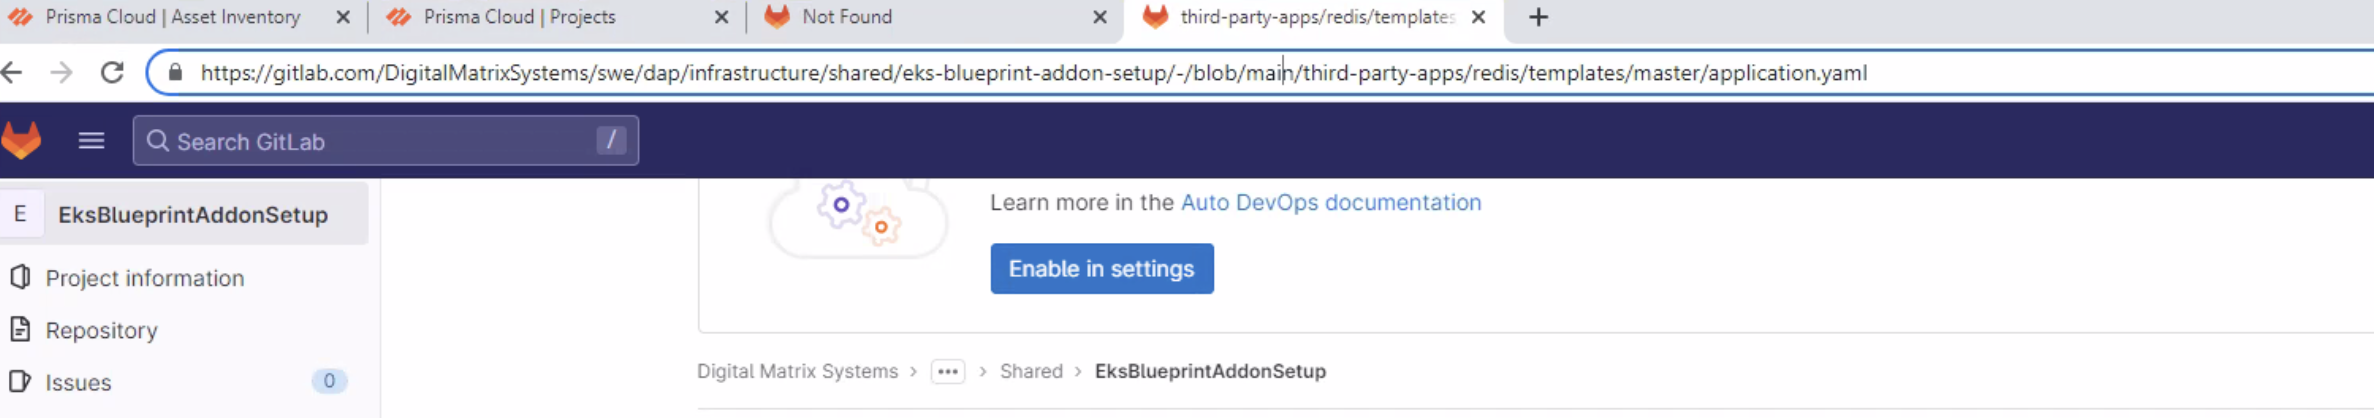 Prisma Cloud | Asset Inventory
Prisma Cloud | Projects
Not Found
third-party-apps/redis/templates
https://gitlab.com/DigitalMatrixSystems/swe/dap/infrastructure/shared/eks-blueprint-addon-setup/-/blob/main/third-party-apps/redis/templates/master/application.yaml
Search GitLab /
E EksBlueprintAddonSetup
Project information
Repository
Issues 0
Learn more in the Auto DevOps documentation
Enable in settings
Digital Matrix Systems > ••• > Shared > EksBlueprintAddonSetup